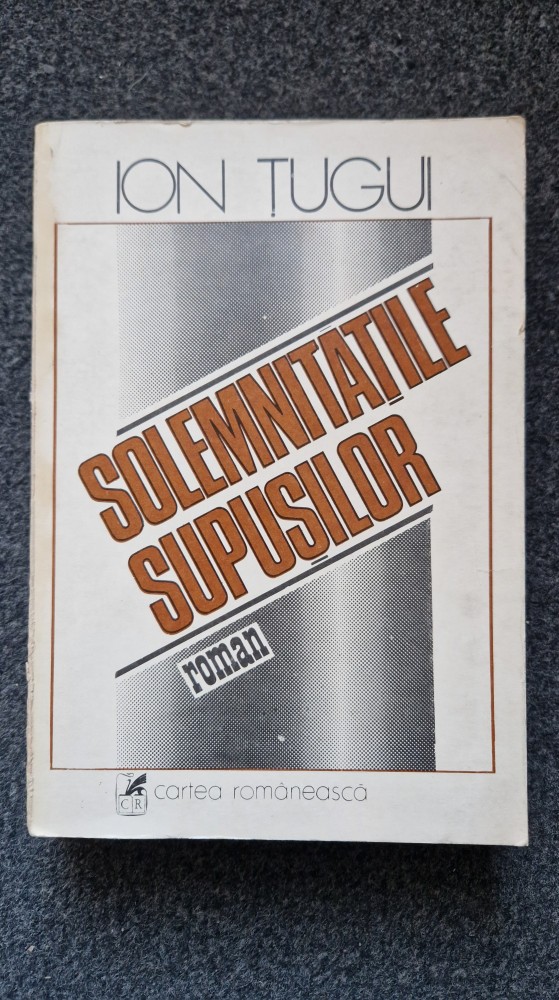 ION ȚUGUI
SOLEMNITĂȚILE
SUPUȘILOR
roman
CR cartea românească